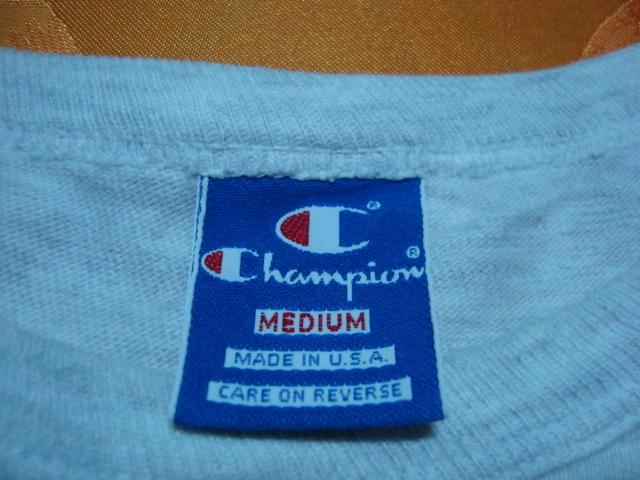 C®
Champion®
MEDIUM
MADE IN U.S.A.
CARE ON REVERSE